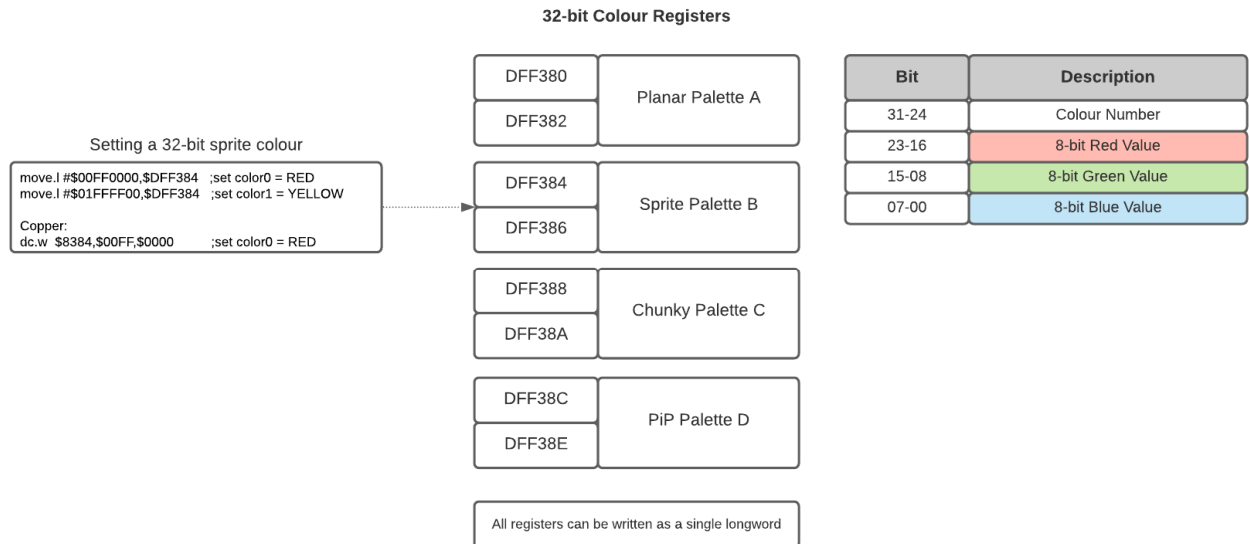 32-bit Colour Registers
Setting a 32-bit sprite colour
move.l #$00FF0000,$DFF384 ;set color0 = RED
move.l #$01FFFF00,$DFF384 ;set color1 = YELLOW
Copper:
dc.w $8384,$00FF,$0000 ;set color0 = RED
DFF380
DFF382
Planar Palette A
DFF384
DFF386
Sprite Palette B
DFF388
DFF38A
Chunky Palette C
DFF38C
DFF38E
PiP Palette D
All registers can be written as a single longword
Bit Description
31-24 Colour Number
23-16 8-bit Red Value
15-08 8-bit Green Value
07-00 8-bit Blue Value